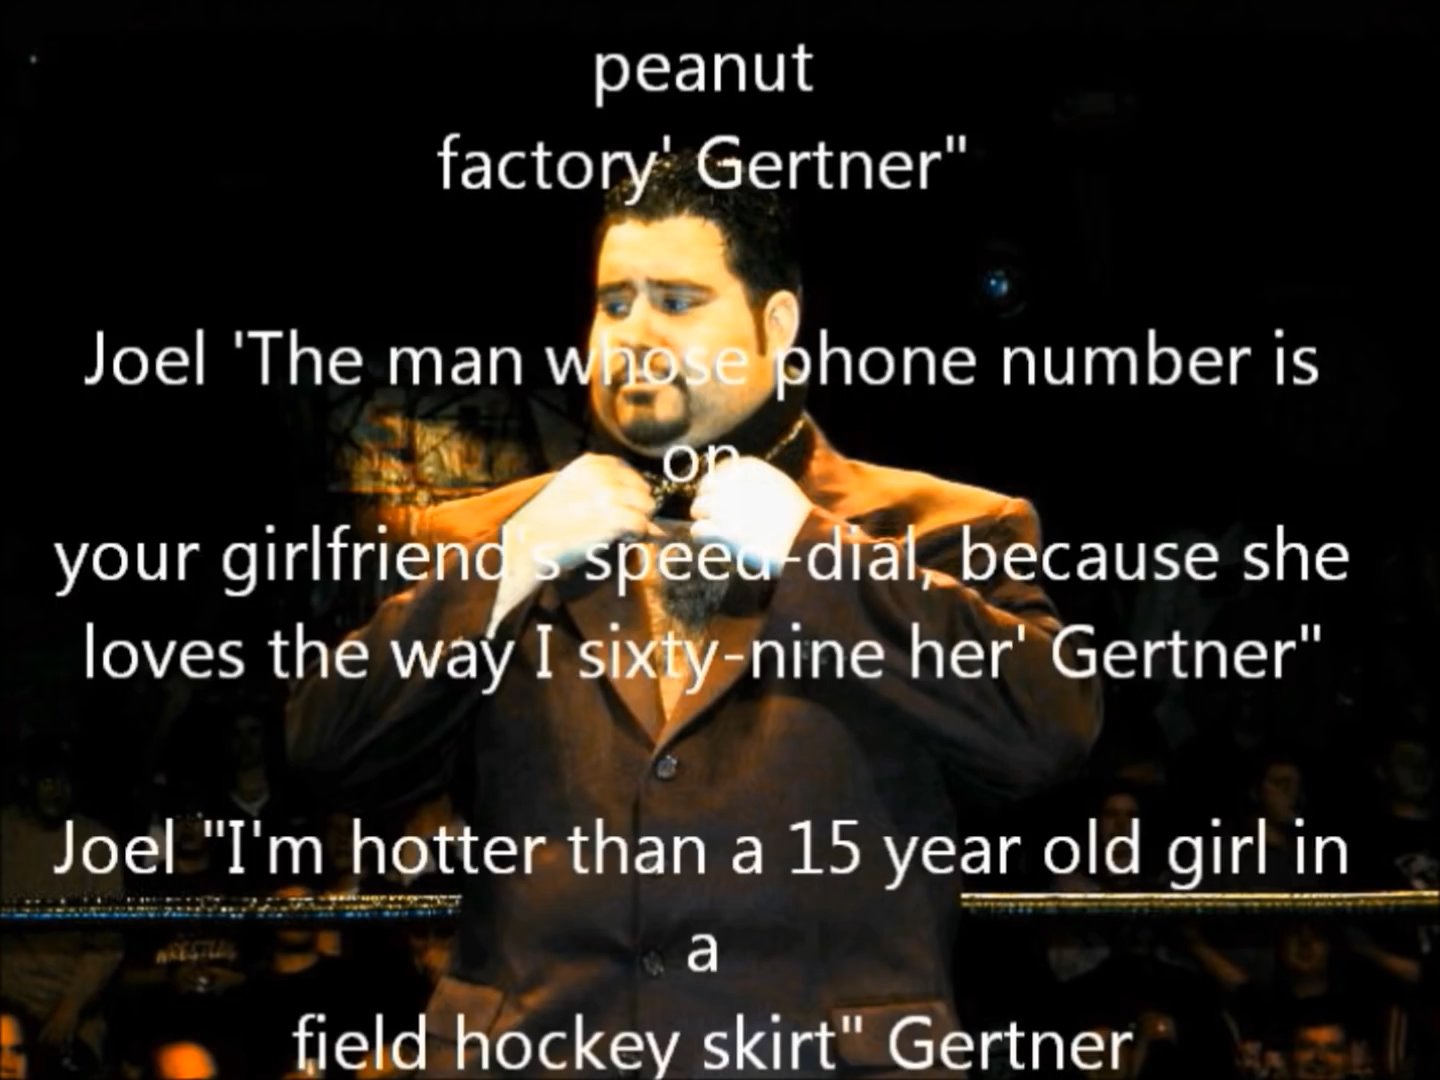 peanut
factory' Gertner"
Joel 'The man whose phone number is
on
your girlfriend's speed-dial, because she
loves the way I sixty-nine her' Gertner"
Joel "I'm hotter than a 15 year old girl in
a
field hockey skirt" Gertner